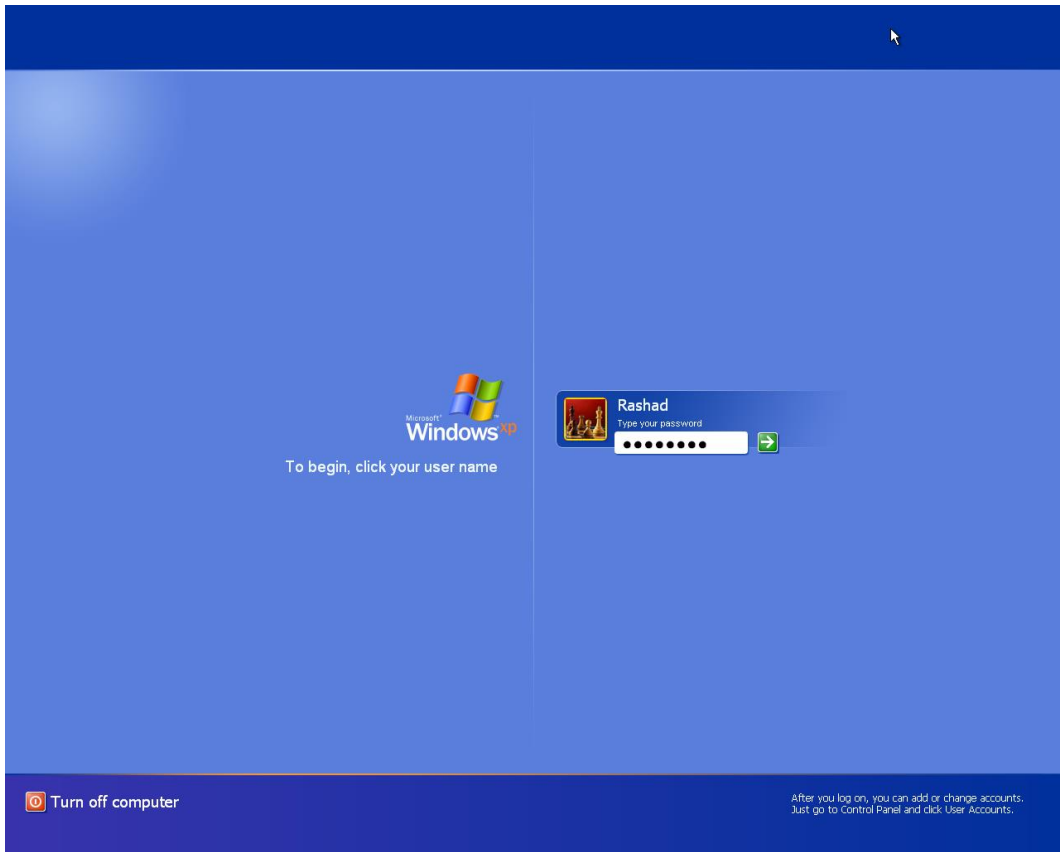 Microsoft®
Windows xp
To begin, click your user name
Rashad
Type your password
●●●●●●●●
Turn off computer
After you log on, you can add or change accounts.
Just go to Control Panel and click User Accounts.